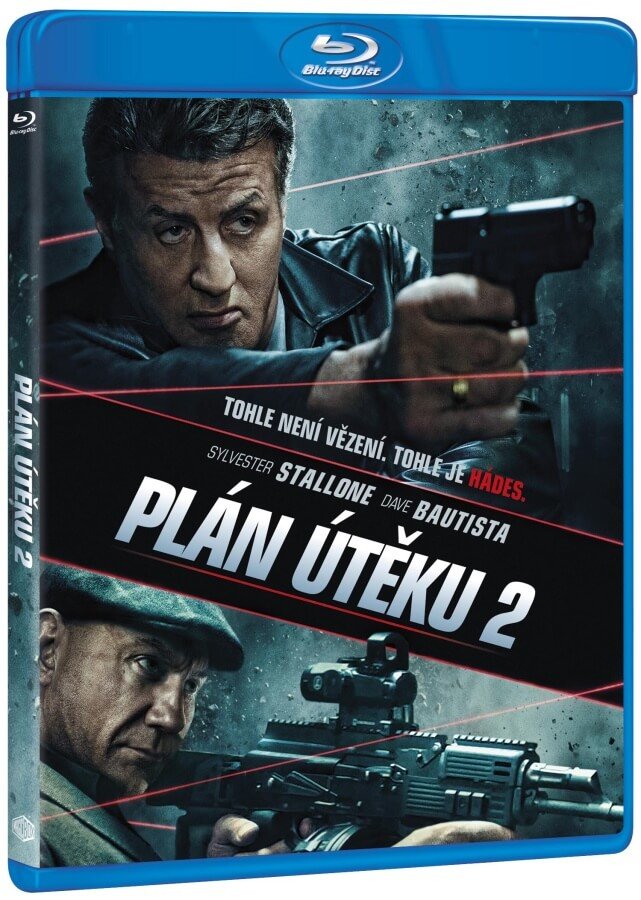 Blu-ray Disc
Blu-ray Disc
TOHLE NENÍ VĚZENÍ. TOHLE JE HÁDES.
SYLVESTER STALLONE DAVE BAUTISTA
PLÁN ÚTĚKU 2
PLÁN ÚTĚKU 2